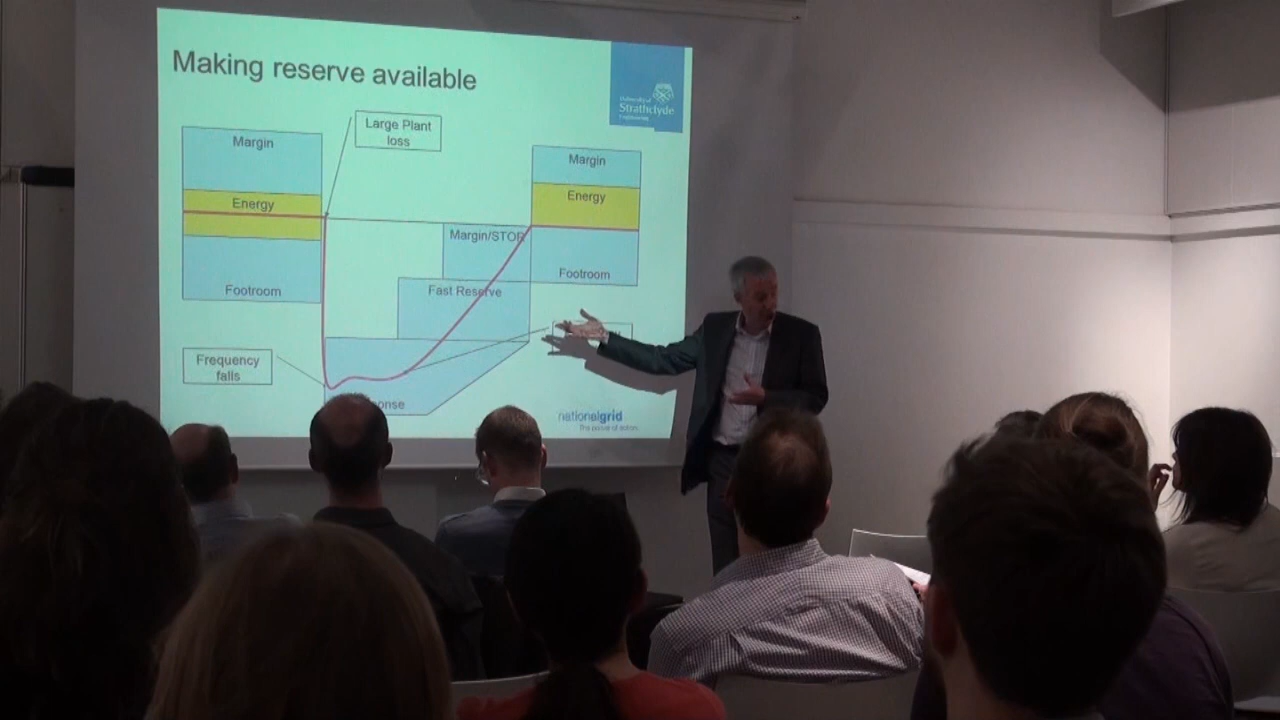 Making reserve available
University of
Strathclyde
Engineering
Large Plant
loss
Margin
Energy
Footroom
Margin
Energy
Footroom
Margin/STOR
Fast Reserve
Frequency
falls
onse
nationalgrid
The power of action.